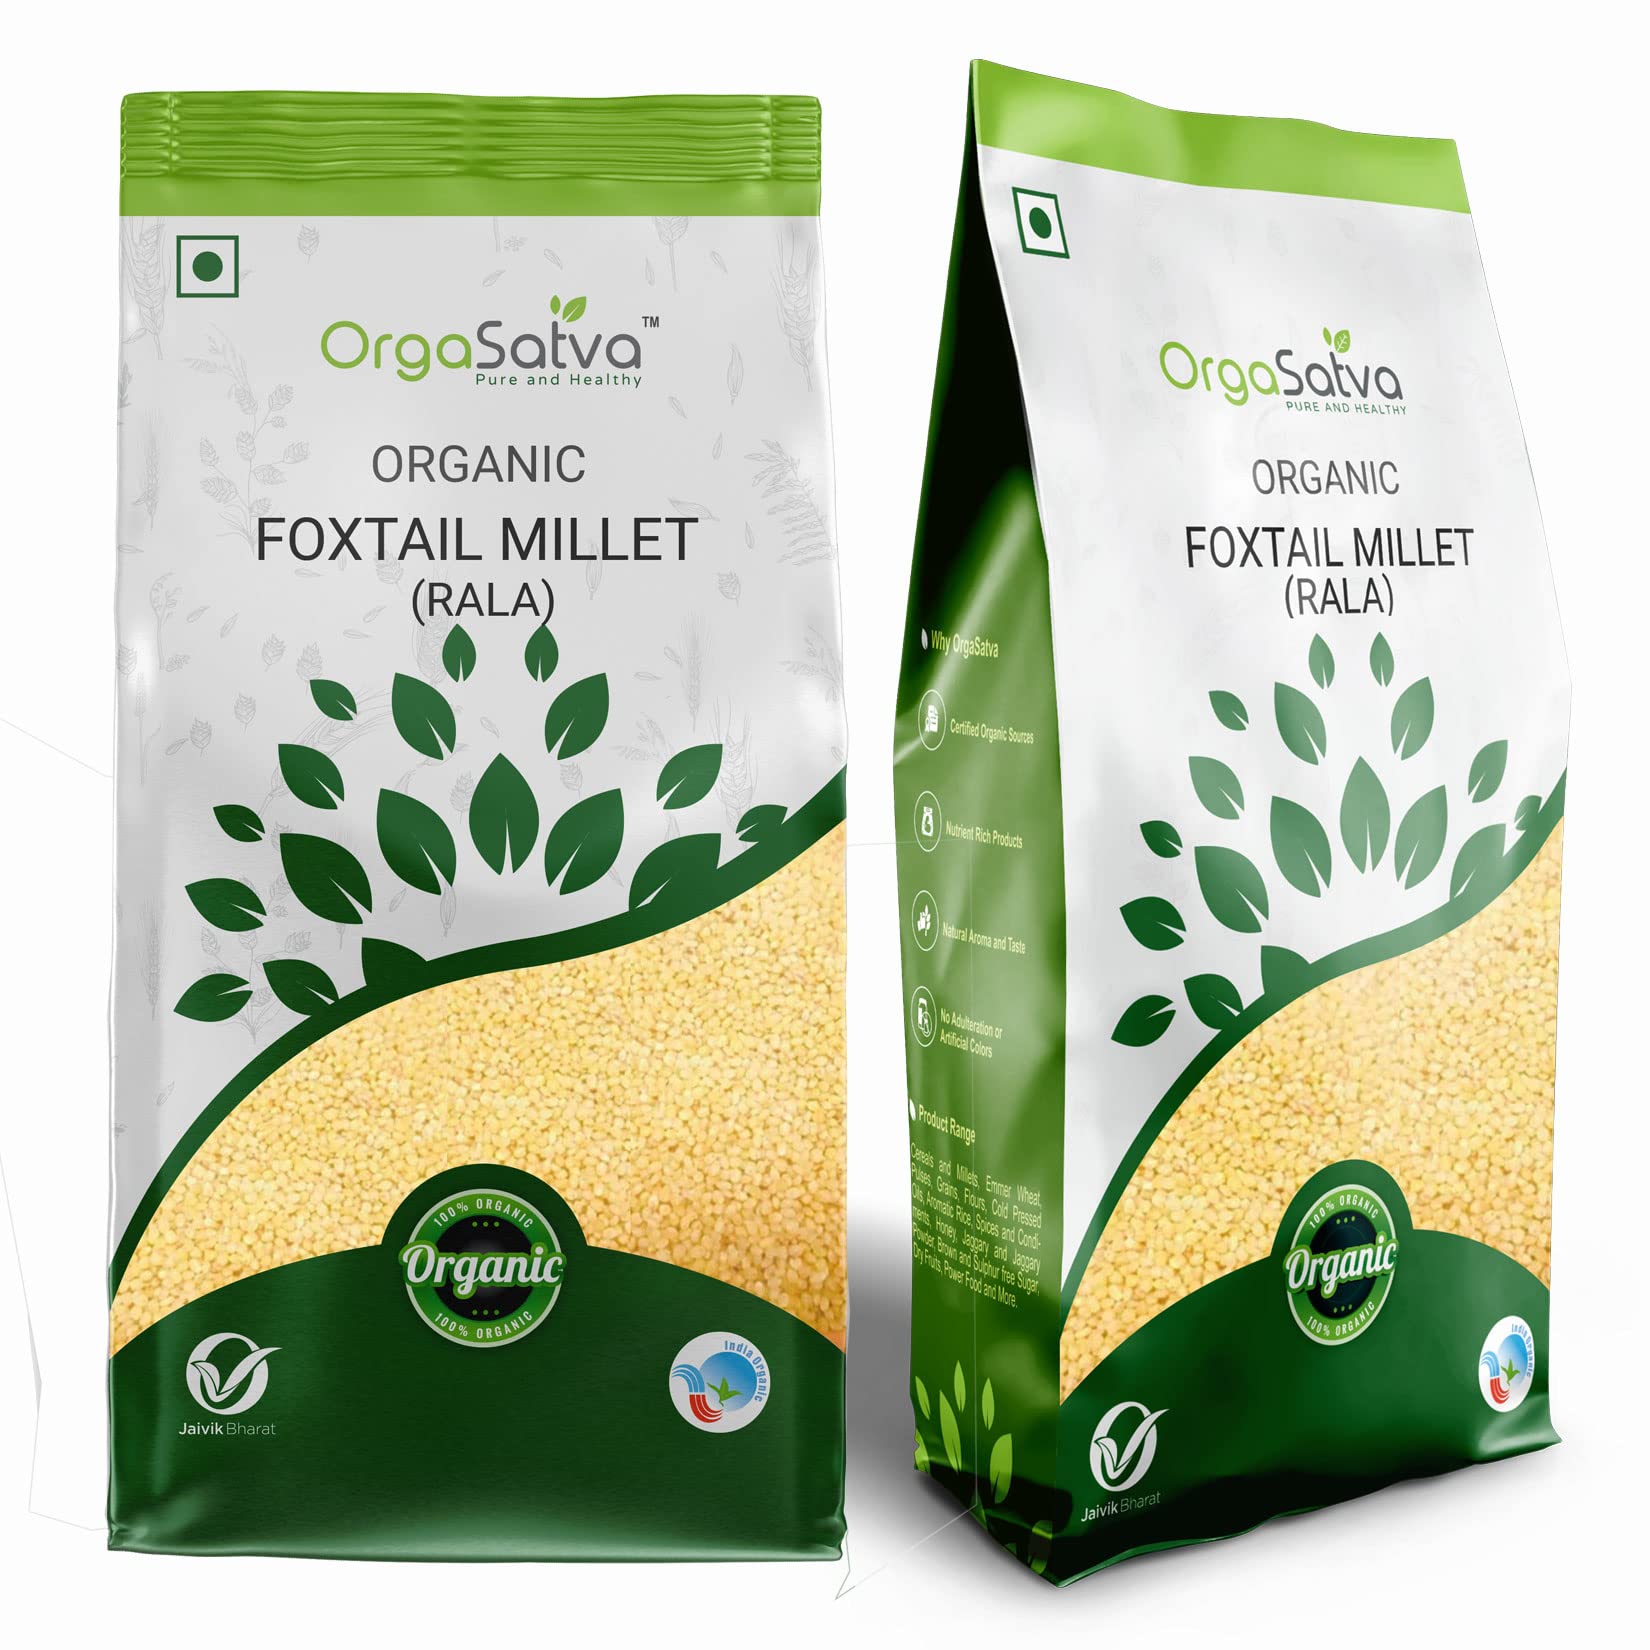 OrgaSatva™
Pure and Healthy
ORGANIC
FOXTAIL MILLET
(RALA)
100% ORGANIC
Organic
100% ORGANIC
Jaivik Bharat
India Organic
OrgaSatva
PURE AND HEALTHY
ORGANIC
FOXTAIL MILLET
(RALA)
Why OrgaSatva
Certified Organic Sources
Nutrient Rich Products
Natural Aroma and Taste
No Adulteration or
Artificial Colors
Product Range
Cereals and Millets, Emmer Wheat,
Pulses, Grains, Flours, Cold Pressed
Oils, Aromatic Rice, Spices and Condi-
ments, Honey, Jaggary and Jaggary
Powder, Brown and Sulphur free Sugar,
Dry Fruits, Power Food and More.
100% ORGANIC
Organic
100% ORGANIC
Jaivik Bharat
India Organic